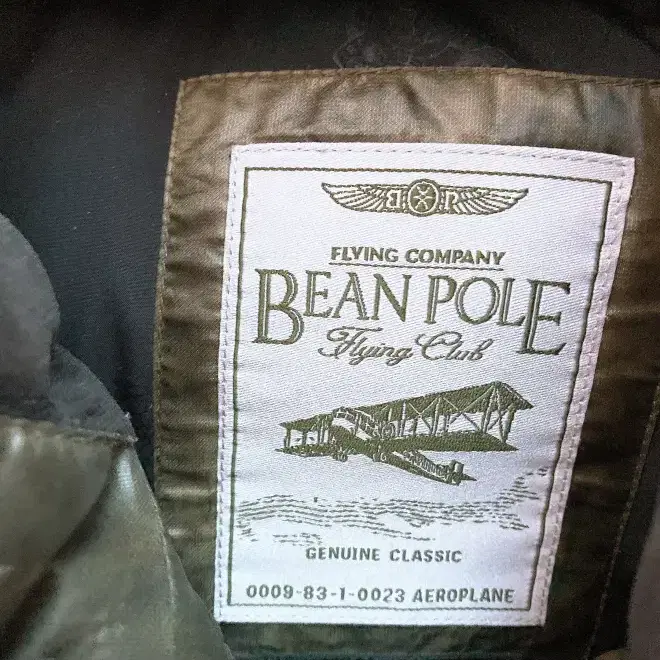 B P
FLYING COMPANY
BEAN POLE
Flying Club
GENUINE CLASSIC
0009-83-1-0023 AEROPLANE